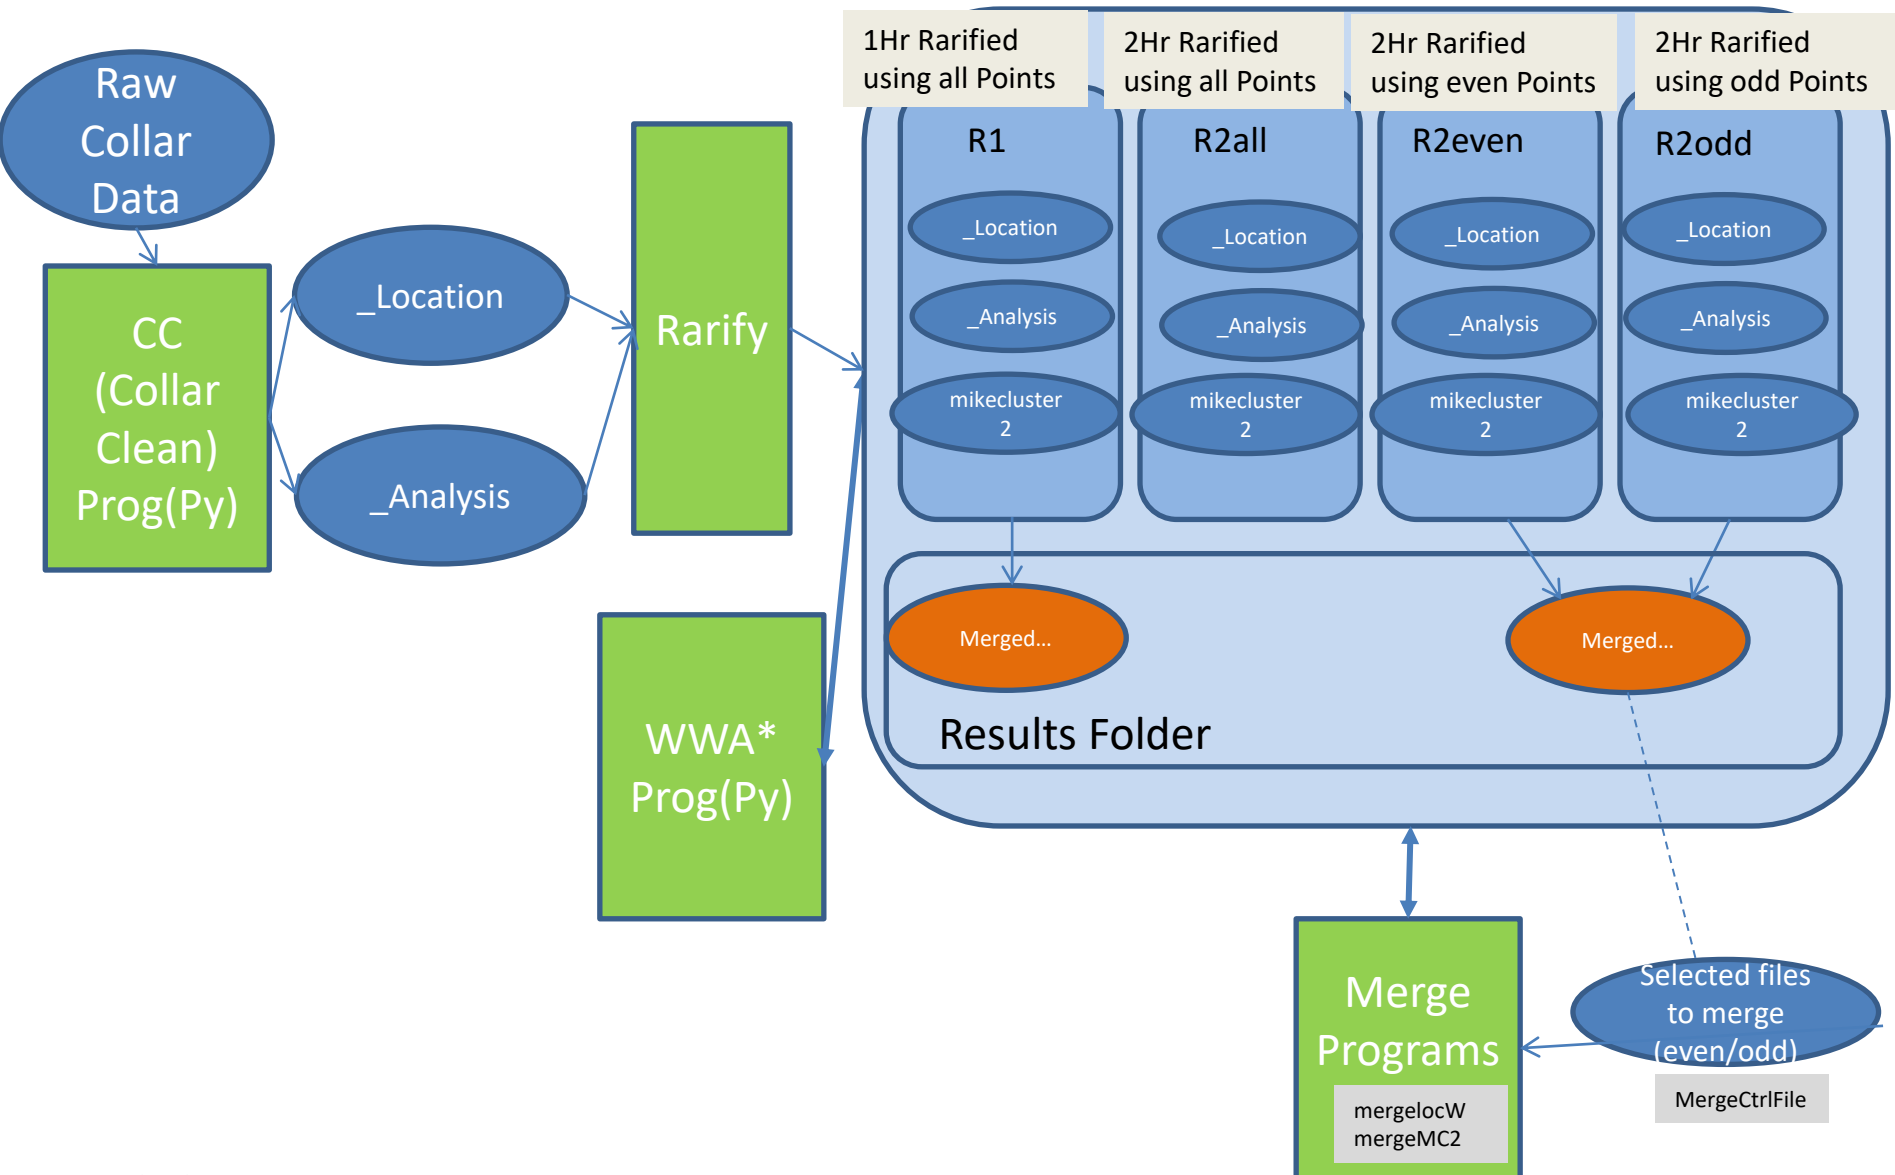 Raw
Collar
Data
CC
(Collar
Clean)
Prog(Py)
_Location
_Analysis
Rarify
WWA*
Prog(Py)
1Hr Rarified
using all Points
2Hr Rarified
using all Points
2Hr Rarified
using even Points
2Hr Rarified
using odd Points
R1
_Location
_Analysis
mikecluster
2
R2all
_Location
_Analysis
mikecluster
2
R2even
_Location
_Analysis
mikecluster
2
R2odd
_Location
_Analysis
mikecluster
2
Merged...
Merged...
Results Folder
Merge
Programs
mergelocW
mergeMC2
Selected files
to merge
(even/odd)
MergeCtrlFile